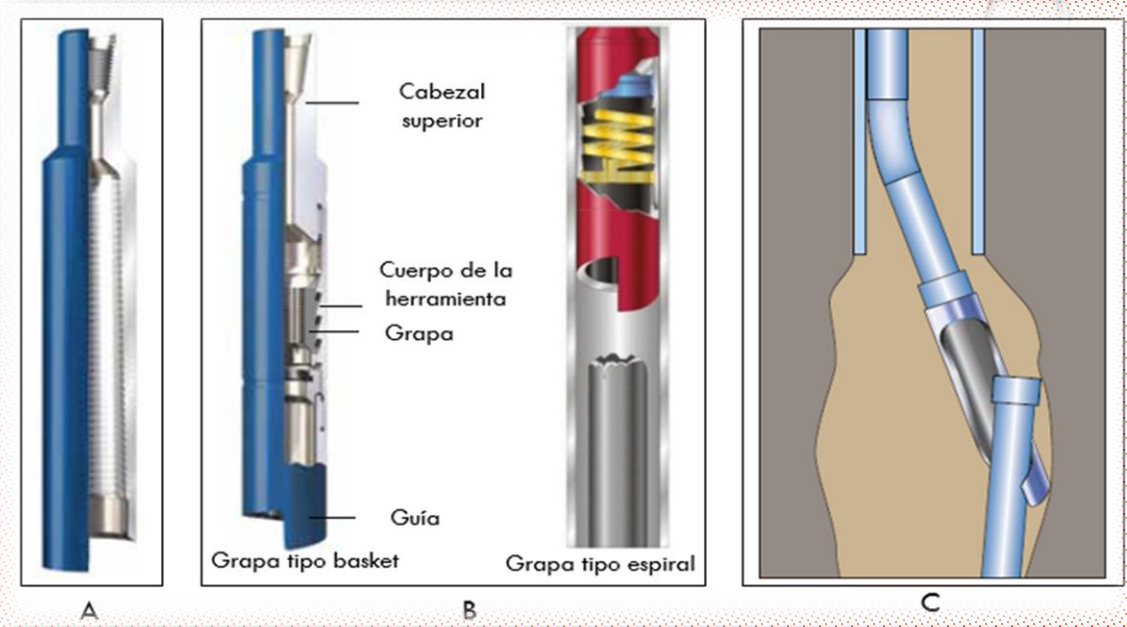 Cabezal
superior
Cuerpo de la
herramienta
Grapa
Guía
Grapa tipo basket
Grapa tipo espiral
A
B
C